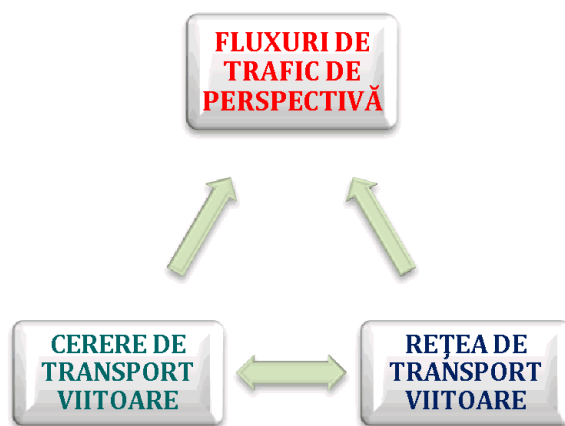 FLUXURI DE
TRAFIC DE
PERSPECTIVĂ
CERERE DE
TRANSPORT
VIITOARE
REȚEA DE
TRANSPORT
VIITOARE